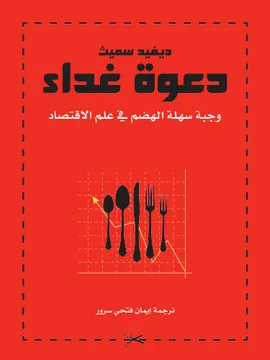 ديفيد سميث
دعوة غداء
وجبة سهلة الهضم في علم الاقتصاد
ترجمة إيمان فتحي سرور